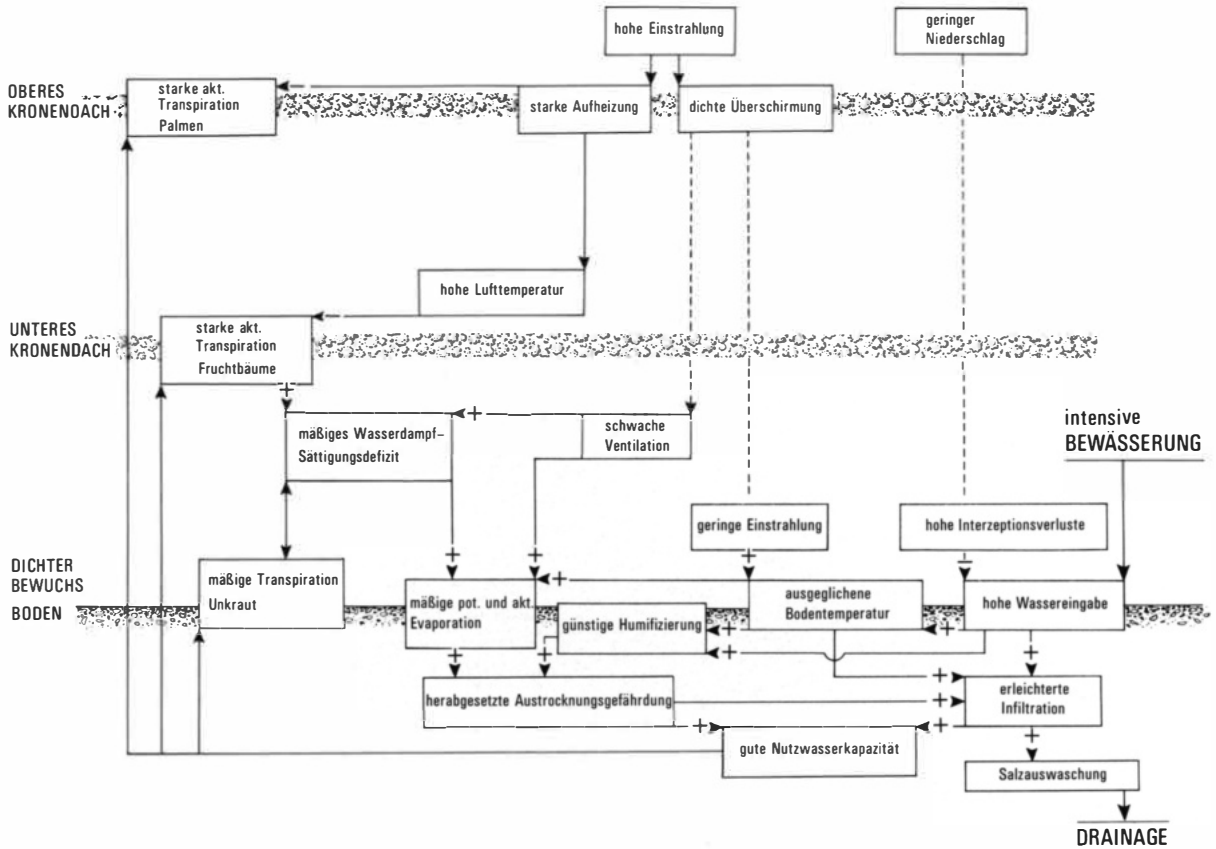 hohe Einstrahlung
geringer
Niederschlag
OBERES
KRONENDACH
starke akt.
Transpiration
Palmen
starke Aufheizung
dichte Überschirmung
hohe Lufttemperatur
UNTERES
KRONENDACH
starke akt.
Transpiration
Fruchtbäume
+
mäßiges Wasserdampf-
Sättigungsdefizit
+
schwache
Ventilation
intensive
BEWÄSSERUNG
geringe Einstrahlung
hohe Interzeptionsverluste
+
+
+
–
DICHTER
BEWUCHS
BODEN
mäßige Transpiration
Unkraut
mäßige pot. und akt.
Evaporation
+
günstige Humifizierung
+
+
ausgeglichene
Bodentemperatur
+
hohe Wassereingabe
+
+
+
herabgesetzte Austrocknungsgefährdung
+
+
erleichterte
Infiltration
+
gute Nutzwasserkapazität
+
+
Salzauswaschung
DRAINAGE